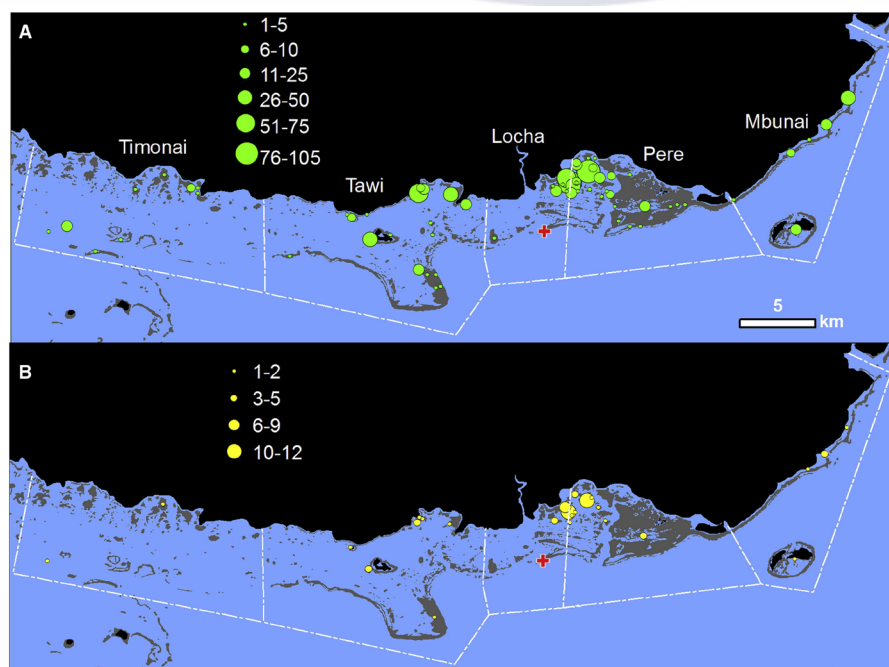 A
1-5
6-10
11-25
26-50
51-75
76-105
Timonai
Tawi
Locha
Pere
Mbunai
5
km
B
1-2
3-5
6-9
10-12